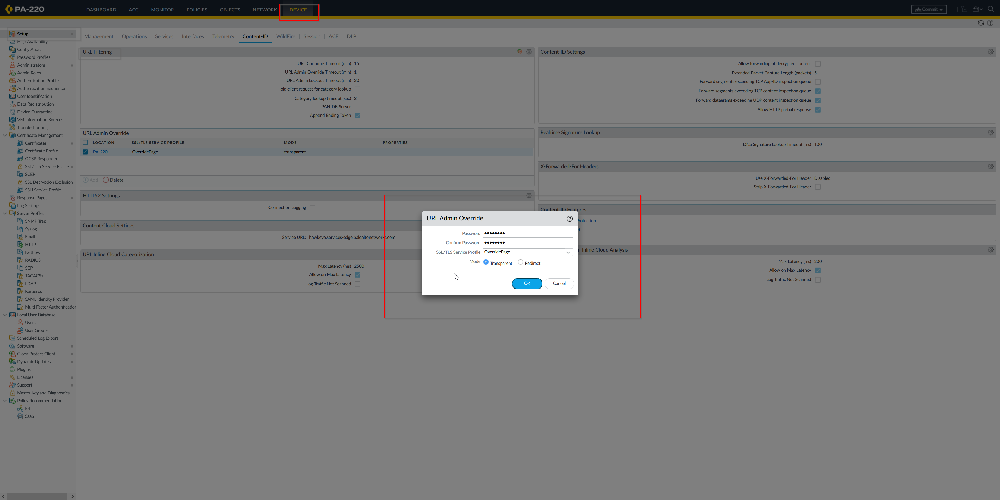 PA-220
DASHBOARD
ACC
MONITOR
POLICIES
OBJECTS
NETWORK
DEVICE
Commit
Setup
High Availability
Config Audit
Password Profiles
Administrators
Admin Roles
Authentication Profile
Authentication Sequence
User Identification
Data Redistribution
Device Quarantine
VM Information Sources
Troubleshooting
Certificate Management
Certificates
Certificate Profile
OCSP Responder
SSL/TLS Service Profile
SCEP
SSL Decryption Exclusion
SSH Service Profile
Response Pages
Log Settings
Server Profiles
SNMP Trap
Syslog
Email
HTTP
Netflow
RADIUS
SCP
TACACS+
LDAP
Kerberos
SAML Identity Provider
Multi Factor Authentication
Local User Database
Users
User Groups
Scheduled Log Export
Software
GlobalProtect Client
Dynamic Updates
Plugins
Licenses
Support
Master Key and Diagnostics
Policy Recommendation
IoT
SaaS
Management
Operations
Services
Interfaces
Telemetry
Content-ID
WildFire
Session
ACE
DLP
URL Filtering
URL Continue Timeout (min) 15
URL Admin Override Timeout (min) 1
URL Admin Lockout Timeout (min) 30
Hold client request for category lookup
Category lookup timeout (sec) 2
PAN-DB Server
Append Ending Token
URL Admin Override
LOCATION SSL/TLS SERVICE PROFILE MODE PROPERTIES
PA-220 OverridePage transparent
Add Delete
HTTP/2 Settings
Connection Logging
Content Cloud Settings
Service URL: hawkeye.services-edge.paloaltonetworks.com
URL Inline Cloud Categorization
Max Latency (ms) 2500
Allow on Max Latency
Log Traffic Not Scanned
Content-ID Settings
Allow forwarding of decrypted content
Extended Packet Capture Length (packets) 5
Forward segments exceeding TCP App-ID inspection queue
Forward segments exceeding TCP content inspection queue
Forward datagrams exceeding UDP content inspection queue
Allow HTTP partial response
Realtime Signature Lookup
DNS Signature Lookup Timeout (ms) 100
X-Forwarded-For Headers
Use X-Forwarded-For Header Disabled
Strip X-Forwarded-For Header
Content-ID Features
Protection
s
n Inline Cloud Analysis
Max Latency (ms) 200
Allow on Max Latency
Log Traffic Not Scanned
URL Admin Override
Password ••••••••
Confirm Password ••••••••
SSL/TLS Service Profile OverridePage
Mode Transparent Redirect
OK Cancel